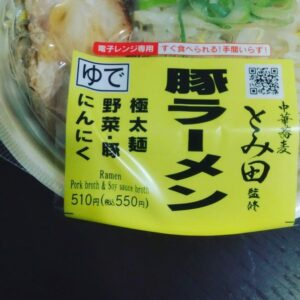 電子レンジ専用 すぐ食べられる！手間いらず！
中華蕎麦
とみ田
監修
豚ラーメン
極太麺
野菜・豚
にんにく
ゆで
Ramen
Pork broth & Soy sauce broth
510円(税込550円)